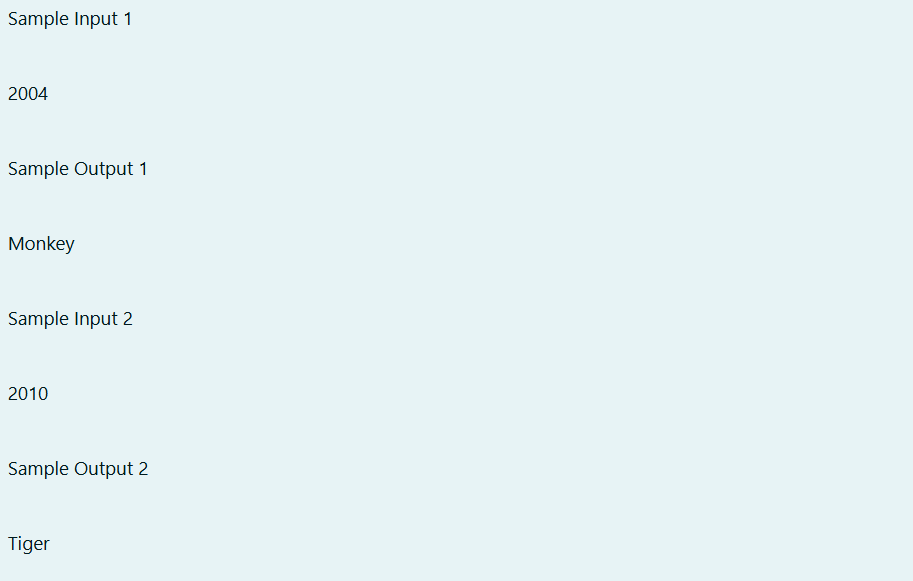 Sample Input 1
2004
Sample Output 1
Monkey
Sample Input 2
2010
Sample Output 2
Tiger